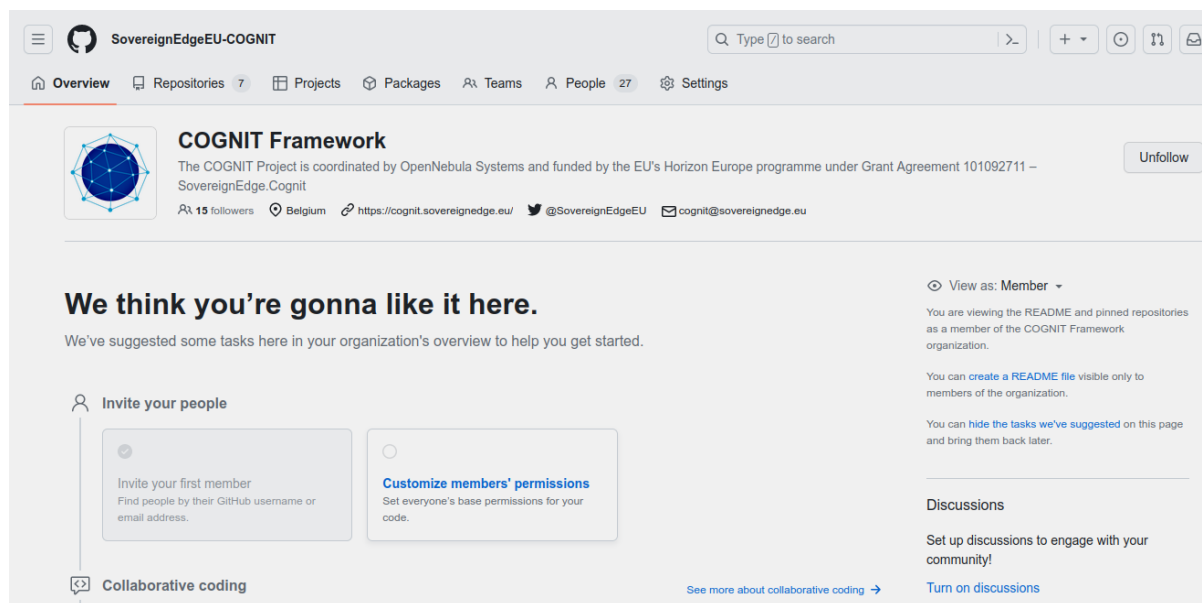 SovereignEdgeEU-COGNIT
Type / to search
Overview
Repositories 7
Projects
Packages
Teams
People 27
Settings
COGNIT Framework
The COGNIT Project is coordinated by OpenNebula Systems and funded by the EU's Horizon Europe programme under Grant Agreement 101092711 –
SovereignEdge.Cognit
15 followers
Belgium
https://cognit.sovereignedge.eu/
@SovereignEdgeEU
cognit@sovereignedge.eu
Unfollow
We think you’re gonna like it here.
We’ve suggested some tasks here in your organization's overview to help you get started.
Invite your people
Invite your first member
Find people by their GitHub username or
email address.
Customize members' permissions
Set everyone's base permissions for your
code.
Collaborative coding
See more about collaborative coding →
View as: Member
You are viewing the README and pinned repositories
as a member of the COGNIT Framework
organization.
You can create a README file visible only to
members of the organization.
You can hide the tasks we've suggested on this page
and bring them back later.
Discussions
Set up discussions to engage with your
community!
Turn on discussions